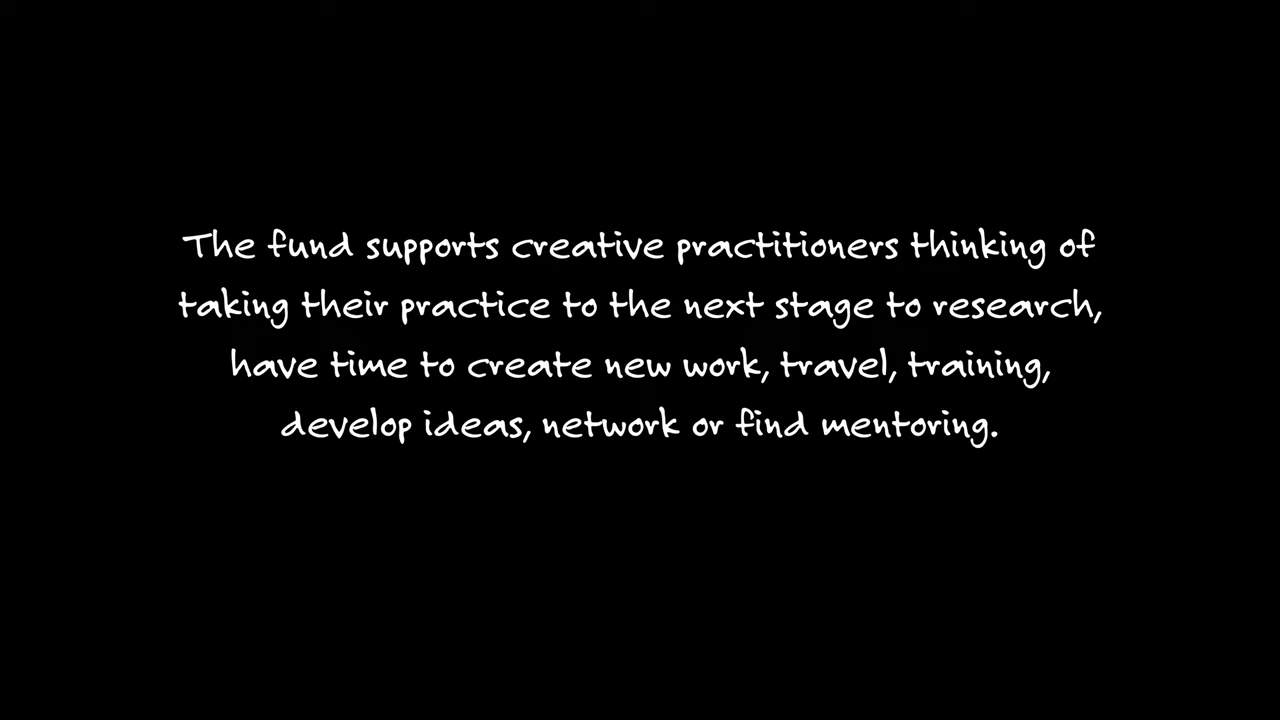 The fund supports creative practitioners thinking of
taking their practice to the next stage to research,
have time to create new work, travel, training,
develop ideas, network or find mentoring.